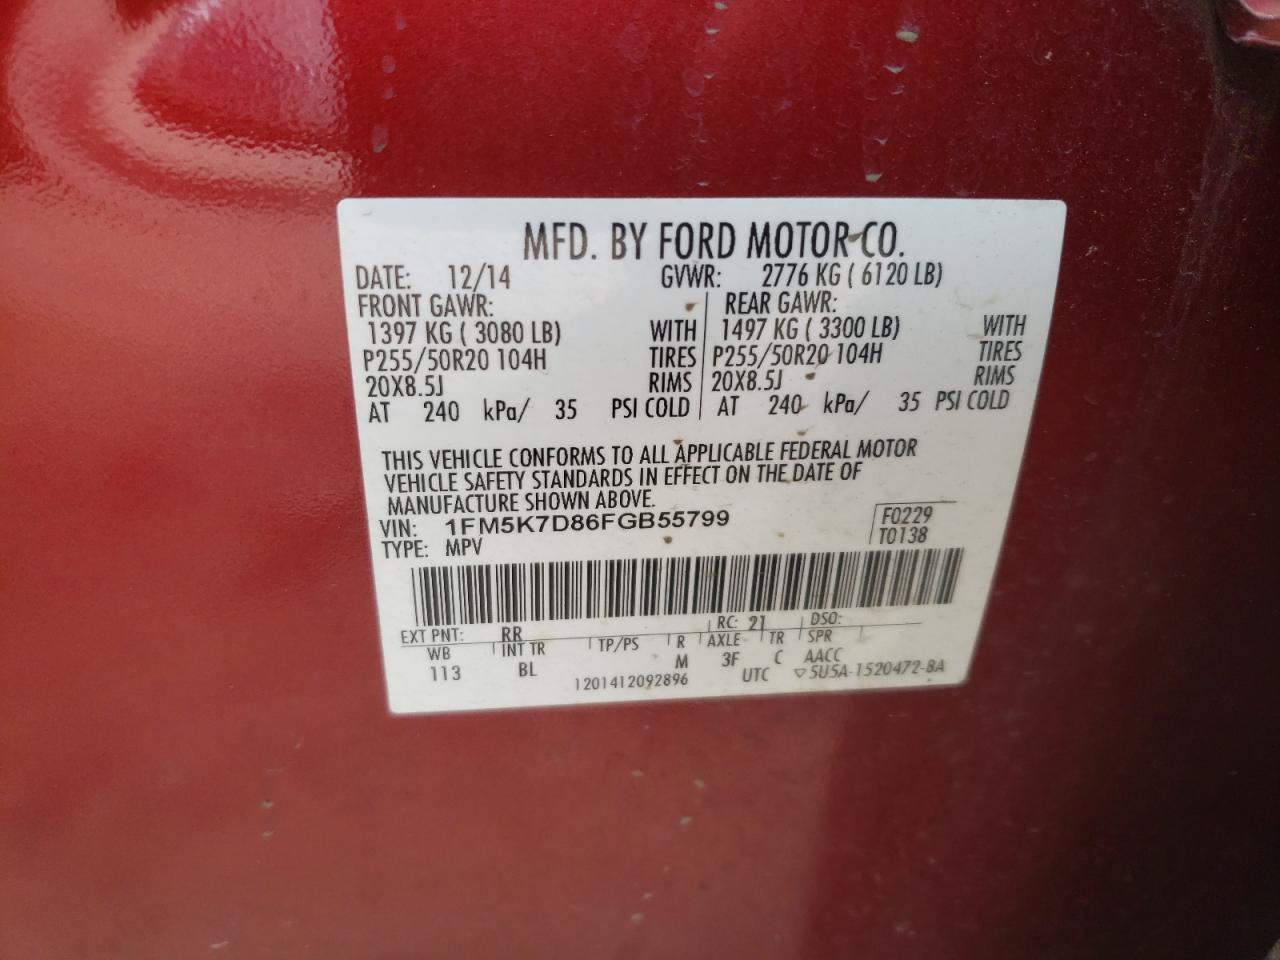 MFD. BY FORD MOTOR CO.
DATE: 12/14 GVWR: 2776 KG ( 6120 LB)
FRONT GAWR: REAR GAWR:
1397 KG ( 3080 LB) WITH 1497 KG ( 3300 LB) WITH
P255/50R20 104H TIRES P255/50R20 104H TIRES
20X8.5J RIMS 20X8.5J RIMS
AT 240 kPa/ 35 PSI COLD AT 240 kPa/ 35 PSI COLD
THIS VEHICLE CONFORMS TO ALL APPLICABLE FEDERAL MOTOR
VEHICLE SAFETY STANDARDS IN EFFECT ON THE DATE OF
MANUFACTURE SHOWN ABOVE.
VIN: 1FM5K7D86FGB55799 F0229
TYPE: MPV T0138
EXT PNT: RR RC: 21 DSO:
WB INT TR TP/PS R AXLE TR SPR
113 BL M 3F C AACC
1201412092896 UTC ▽5U5A-1520472-BA